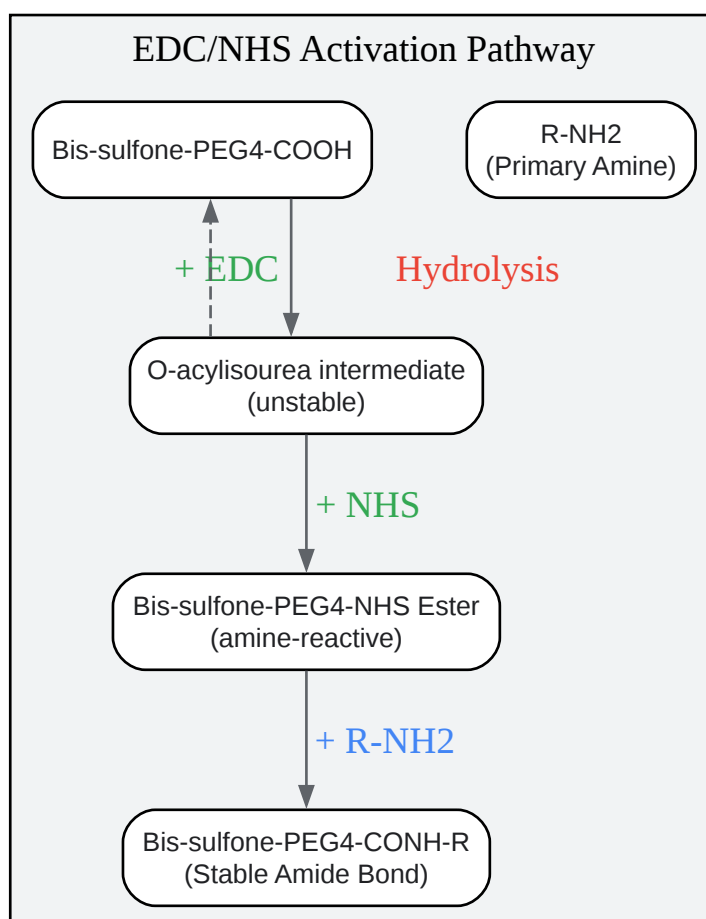 EDC/NHS Activation Pathway
Bis-sulfone-PEG4-COOH
R-NH2
(Primary Amine)
+ EDC
Hydrolysis
O-acylisourea intermediate
(unstable)
+ NHS
Bis-sulfone-PEG4-NHS Ester
(amine-reactive)
+ R-NH2
Bis-sulfone-PEG4-CONH-R
(Stable Amide Bond)